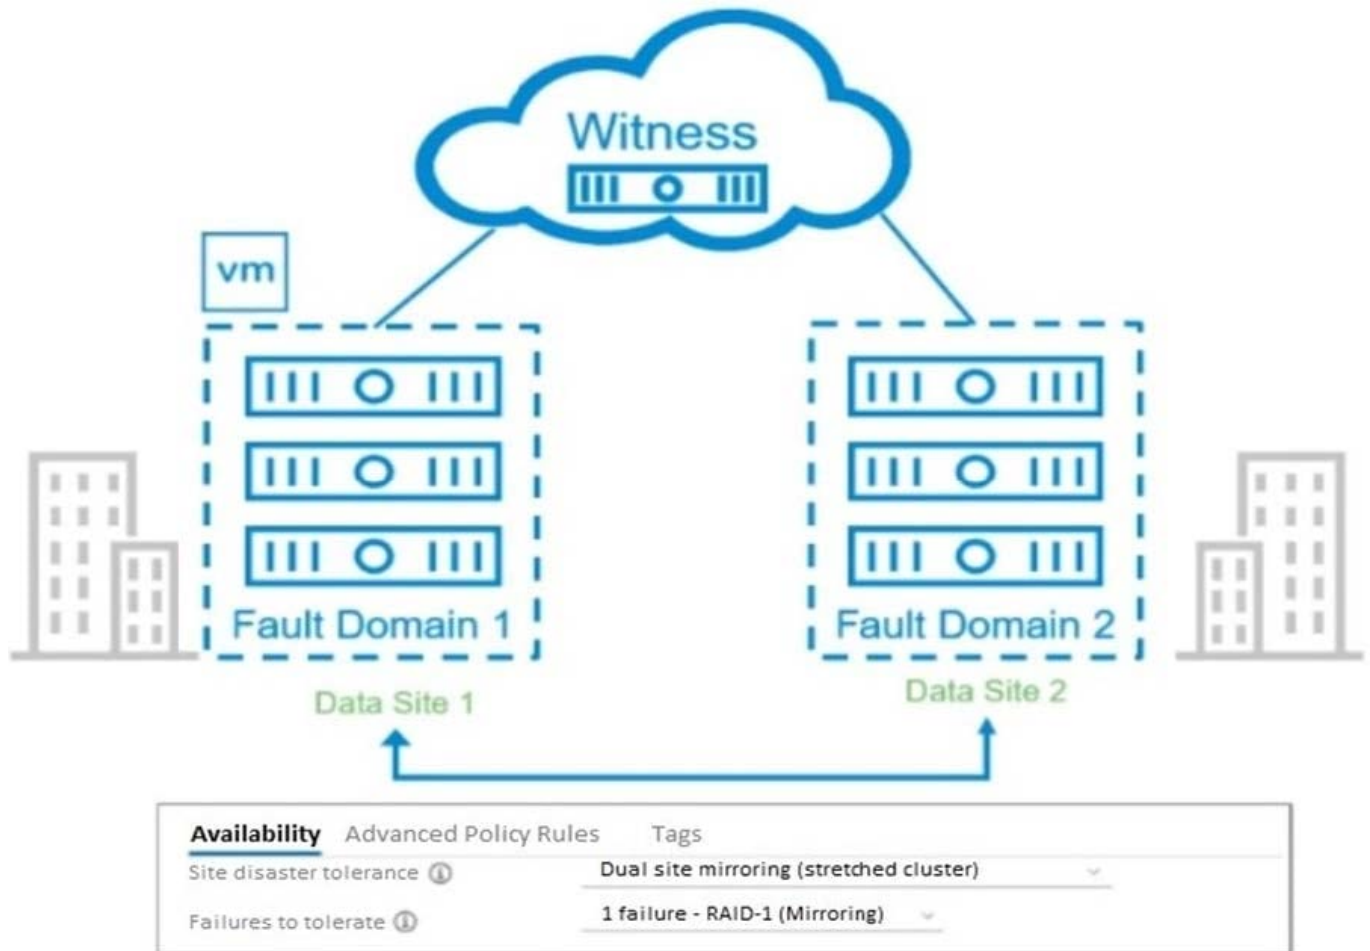 Witness
vm
Fault Domain 1
Fault Domain 2
Data Site 1
Data Site 2
Availability Advanced Policy Rules Tags
Site disaster tolerance Dual site mirroring (stretched cluster)
Failures to tolerate 1 failure - RAID-1 (Mirroring)